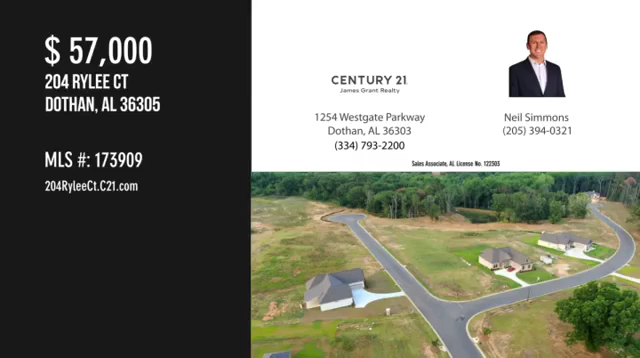 $ 57,000
204 RYLEE CT
DOTHAN, AL 36305
MLS #: 173909
204RyleeCt.C21.com
CENTURY 21
James Grant Realty
1254 Westgate Parkway
Dothan, AL 36303
(334) 793-2200
Neil Simmons
(205) 394-0321
Sales Associate, AL License No. 122503